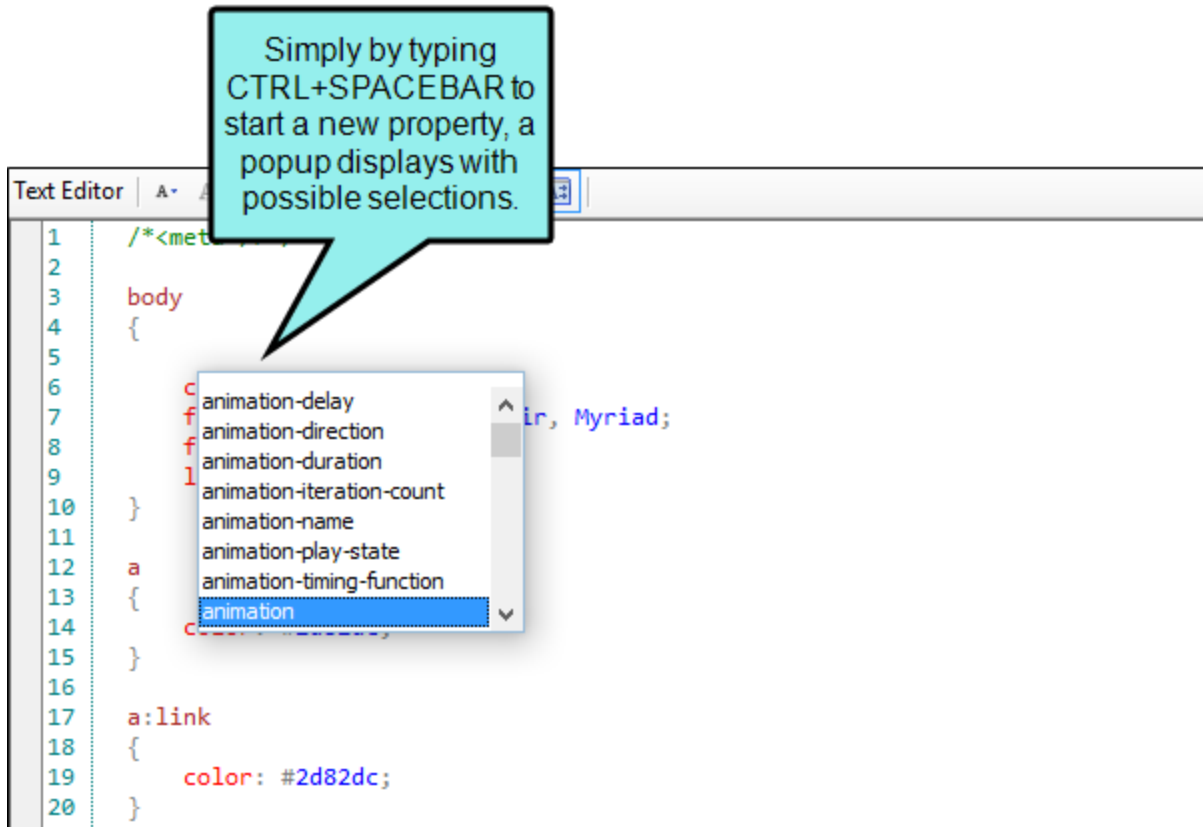 Simply by typing
CTRL+SPACEBAR to
start a new property, a
popup displays with
possible selections.
Text Editor A
1 /*<meta
2
3 body
4 {
5
6 c
7 f ir, Myriad;
8 f
9 l
10 }
11
12 a
13 {
14
15 }
16
17 a:link
18 {
19 color: #2d82dc;
20 }
animation-delay
animation-direction
animation-duration
animation-iteration-count
animation-name
animation-play-state
animation-timing-function
animation